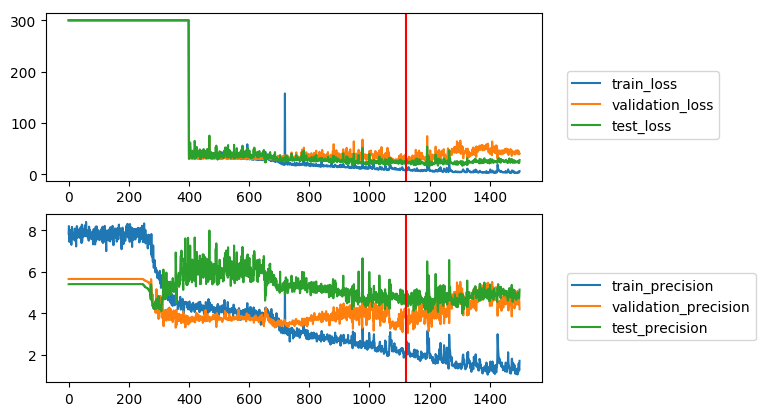 300
200
100
0
0 200 400 600 800 1000 1200 1400
train_loss
validation_loss
test_loss
8
6
4
2
0 200 400 600 800 1000 1200 1400
train_precision
validation_precision
test_precision